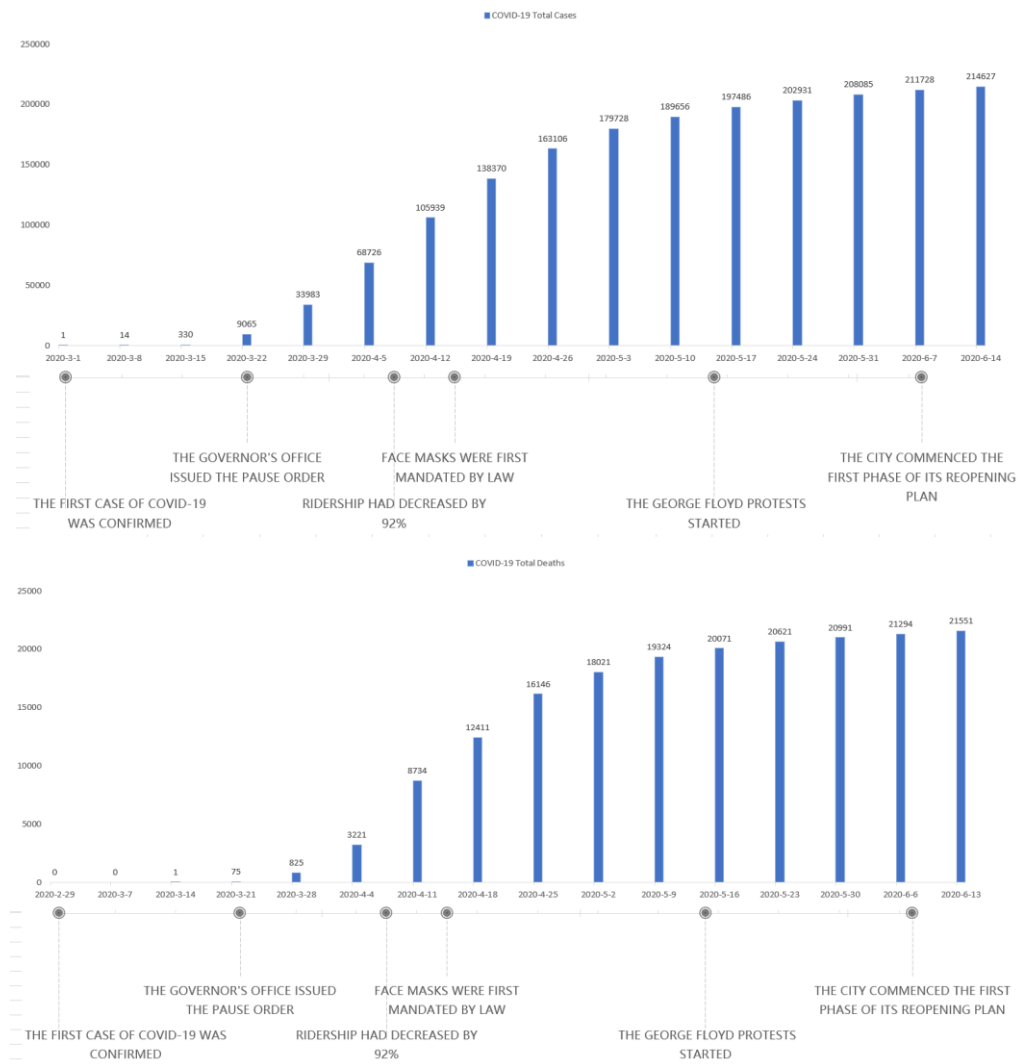 COVID-19 Total Cases
250000
200000
150000
100000
50000
0
1
14
330
9065
33983
68726
105939
138370
163106
179728
189656
197486
202931
208085
211728
214627
2020-3-1 2020-3-8 2020-3-15 2020-3-22 2020-3-29 2020-4-5 2020-4-12 2020-4-19 2020-4-26 2020-5-3 2020-5-10 2020-5-17 2020-5-24 2020-5-31 2020-6-7 2020-6-14
THE FIRST CASE OF COVID-19
WAS CONFIRMED
THE GOVERNOR'S OFFICE
ISSUED THE PAUSE ORDER
RIDERSHIP HAD DECREASED BY
92%
FACE MASKS WERE FIRST
MANDATED BY LAW
THE GEORGE FLOYD PROTESTS
STARTED
THE CITY COMMENCED THE
FIRST PHASE OF ITS REOPENING
PLAN
COVID-19 Total Deaths
25000
20000
15000
10000
5000
0
0
0
1
75
825
3221
8734
12411
16146
18021
19324
20071
20621
20991
21294
21551
2020-2-29 2020-3-7 2020-3-14 2020-3-21 2020-3-28 2020-4-4 2020-4-11 2020-4-18 2020-4-25 2020-5-2 2020-5-9 2020-5-16 2020-5-23 2020-5-30 2020-6-6 2020-6-13
THE FIRST CASE OF COVID-19 WAS
CONFIRMED
THE GOVERNOR'S OFFICE ISSUED
THE PAUSE ORDER
RIDERSHIP HAD DECREASED BY
92%
FACE MASKS WERE FIRST
MANDATED BY LAW
THE GEORGE FLOYD PROTESTS
STARTED
THE CITY COMMENCED THE FIRST
PHASE OF ITS REOPENING PLAN